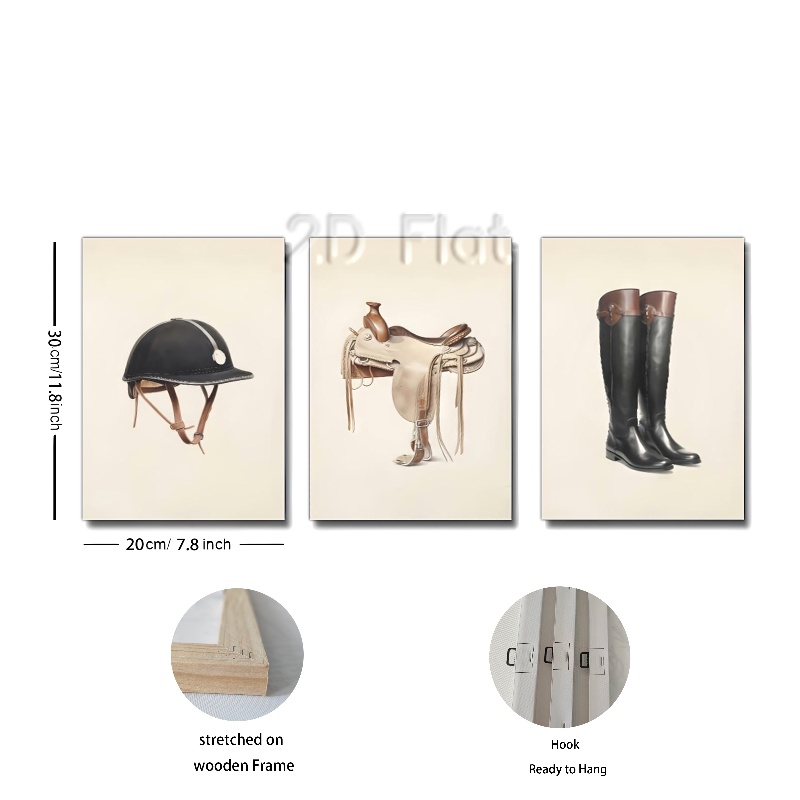 2D Flat
30cm/11.8inch
20cm/ 7.8 inch
stretched on
wooden Frame
Hook
Ready to Hang